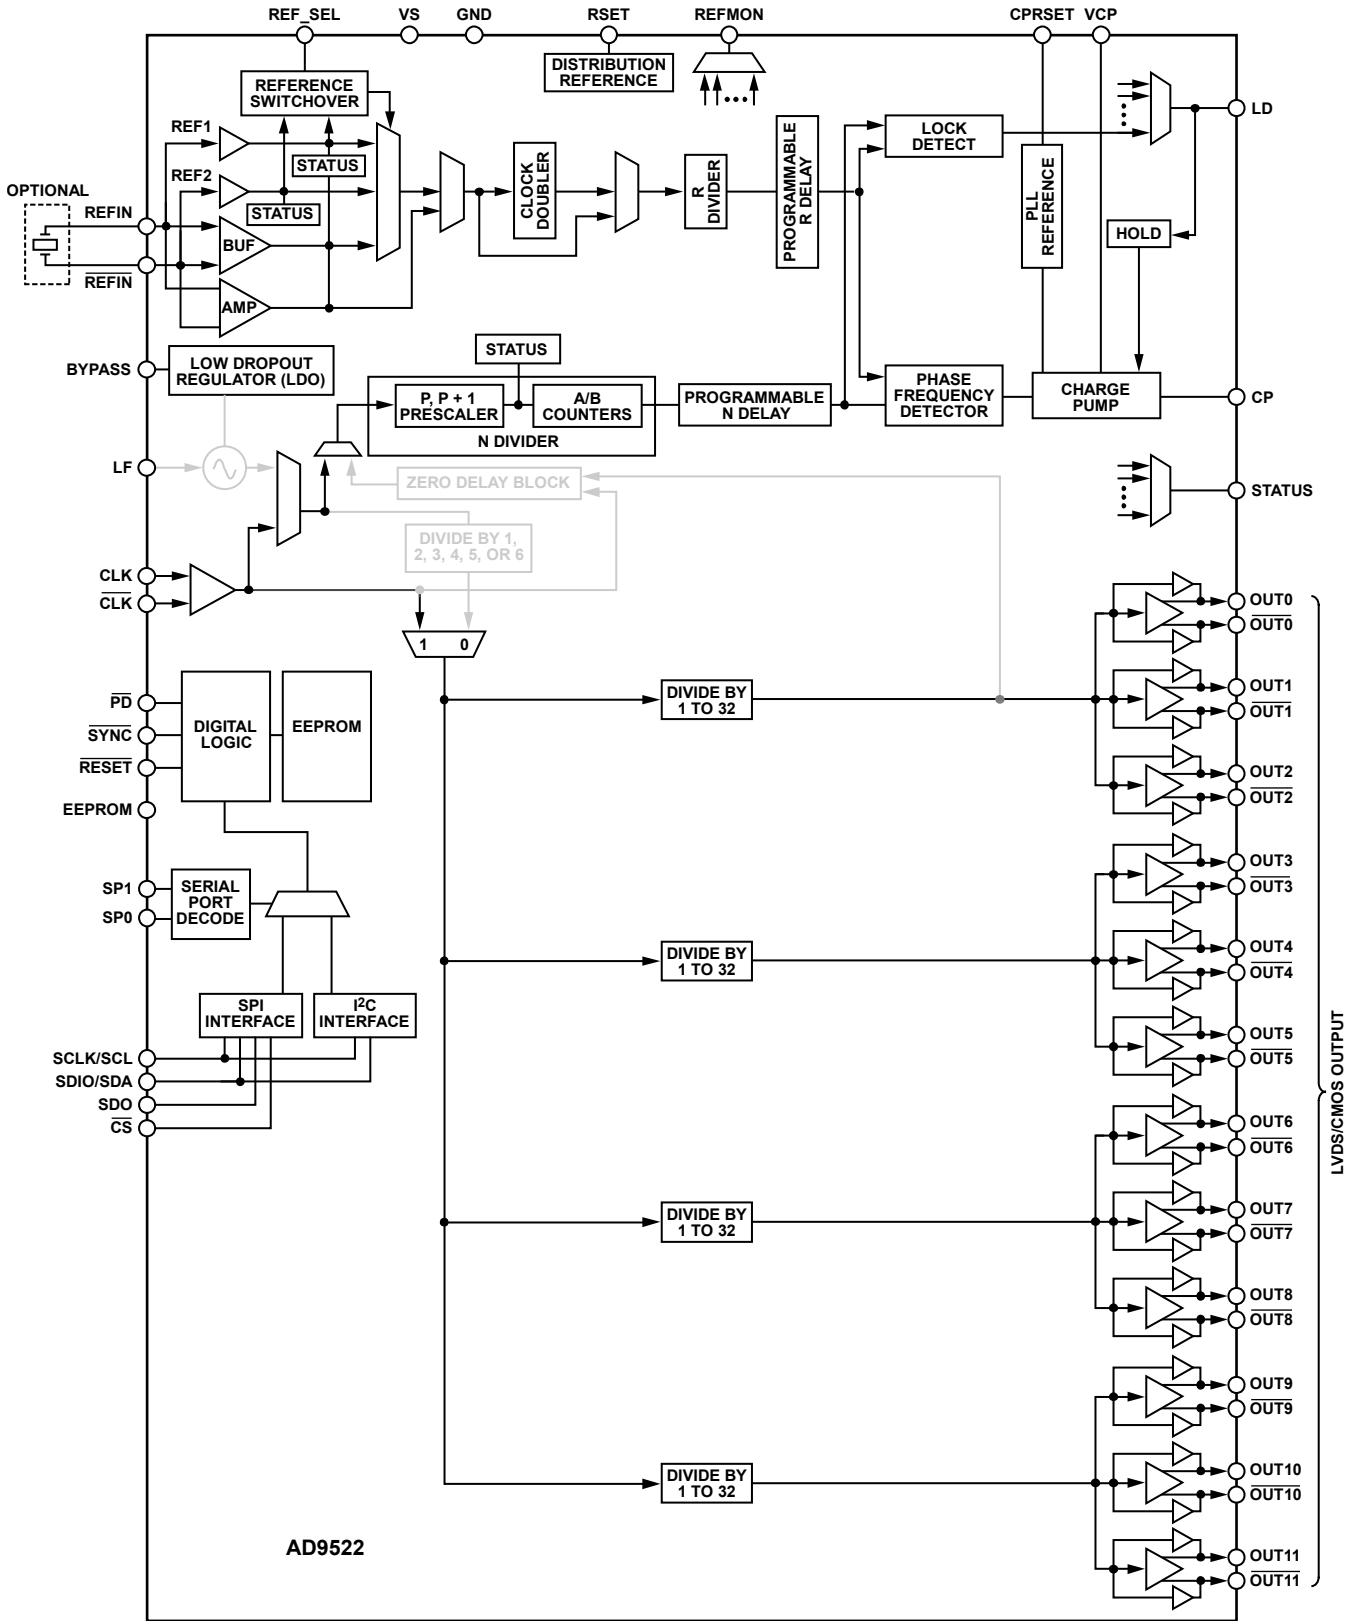 REF_SEL
VS
GND
RSET
REFMON
CPRSET
VCP
DISTRIBUTION
REFERENCE
REFERENCE
SWITCHOVER
REF1
STATUS
REF2
STATUS
OPTIONAL
REFIN
REFIN
BUF
AMP
CLOCK
DOUBLER
R
DIVIDER
PROGRAMMABLE
R DELAY
LOCK
DETECT
PLL
REFERENCE
LD
HOLD
BYPASS
LOW DROPOUT
REGULATOR (LDO)
STATUS
P, P + 1
PRESCALER
A/B
COUNTERS
N DIVIDER
PROGRAMMABLE
N DELAY
PHASE
FREQUENCY
DETECTOR
CHARGE
PUMP
CP
LF
ZERO DELAY BLOCK
STATUS
DIVIDE BY 1,
2, 3, 4, 5, OR 6
CLK
CLK
1 0
PD
SYNC
RESET
EEPROM
DIGITAL
LOGIC
EEPROM
SP1
SP0
SERIAL
PORT
DECODE
SPI
INTERFACE
I²C
INTERFACE
SCLK/SCL
SDIO/SDA
SDO
CS
DIVIDE BY
1 TO 32
DIVIDE BY
1 TO 32
DIVIDE BY
1 TO 32
DIVIDE BY
1 TO 32
OUT0
OUT0
OUT1
OUT1
OUT2
OUT2
OUT3
OUT3
OUT4
OUT4
OUT5
OUT5
OUT6
OUT6
OUT7
OUT7
OUT8
OUT8
OUT9
OUT9
OUT10
OUT10
OUT11
OUT11
LVDS/CMOS OUTPUT
AD9522